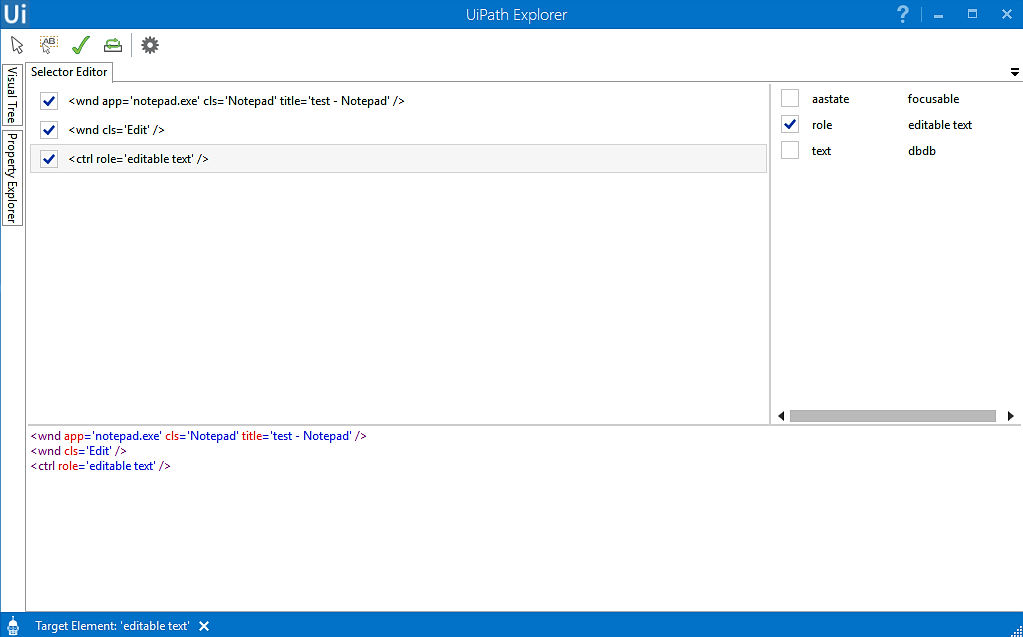 Ui UiPath Explorer ?
AB
Selector Editor
Visual Tree
Property Explorer
<wnd app='notepad.exe' cls='Notepad' title='test - Notepad' />
<wnd cls='Edit' />
<ctrl role='editable text' />
aastate focusable
role editable text
text dbdb
<wnd app='notepad.exe' cls='Notepad' title='test - Notepad' />
<wnd cls='Edit' />
<ctrl role='editable text' />
Target Element: 'editable text'